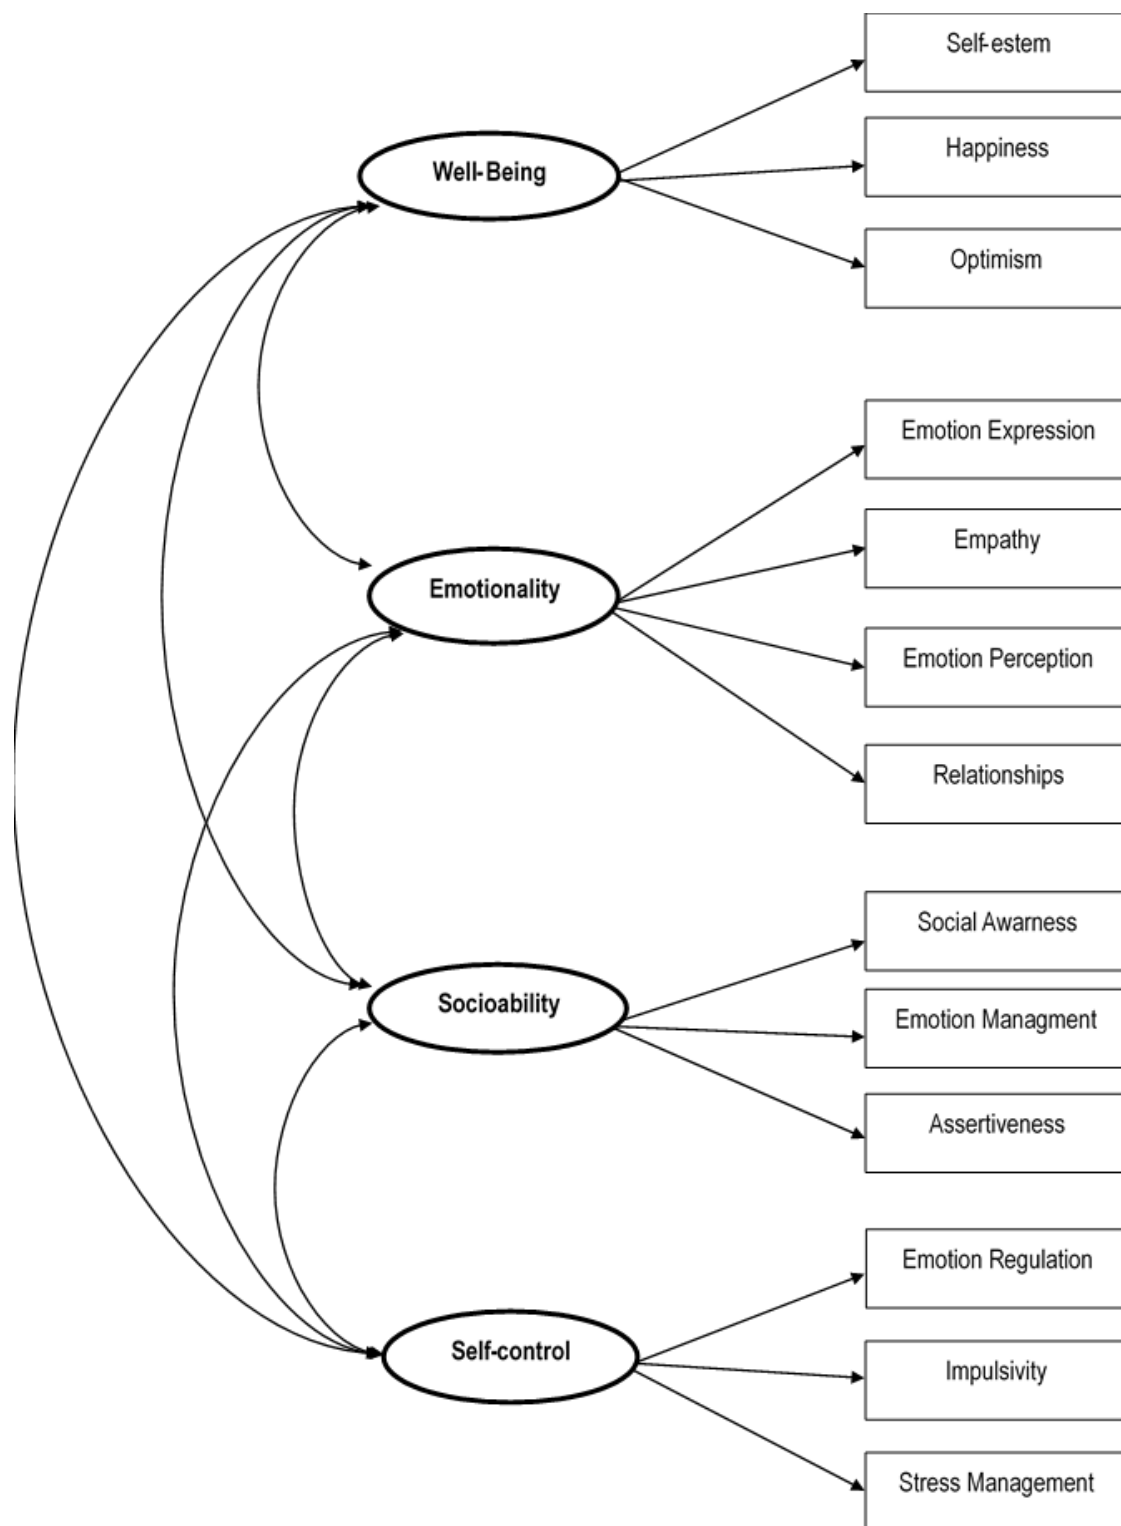 Self-estem
Happiness
Well-Being
Optimism
Emotion Expression
Empathy
Emotionality
Emotion Perception
Relationships
Social Awarness
Socioability
Emotion Managment
Assertiveness
Emotion Regulation
Self-control
Impulsivity
Stress Management